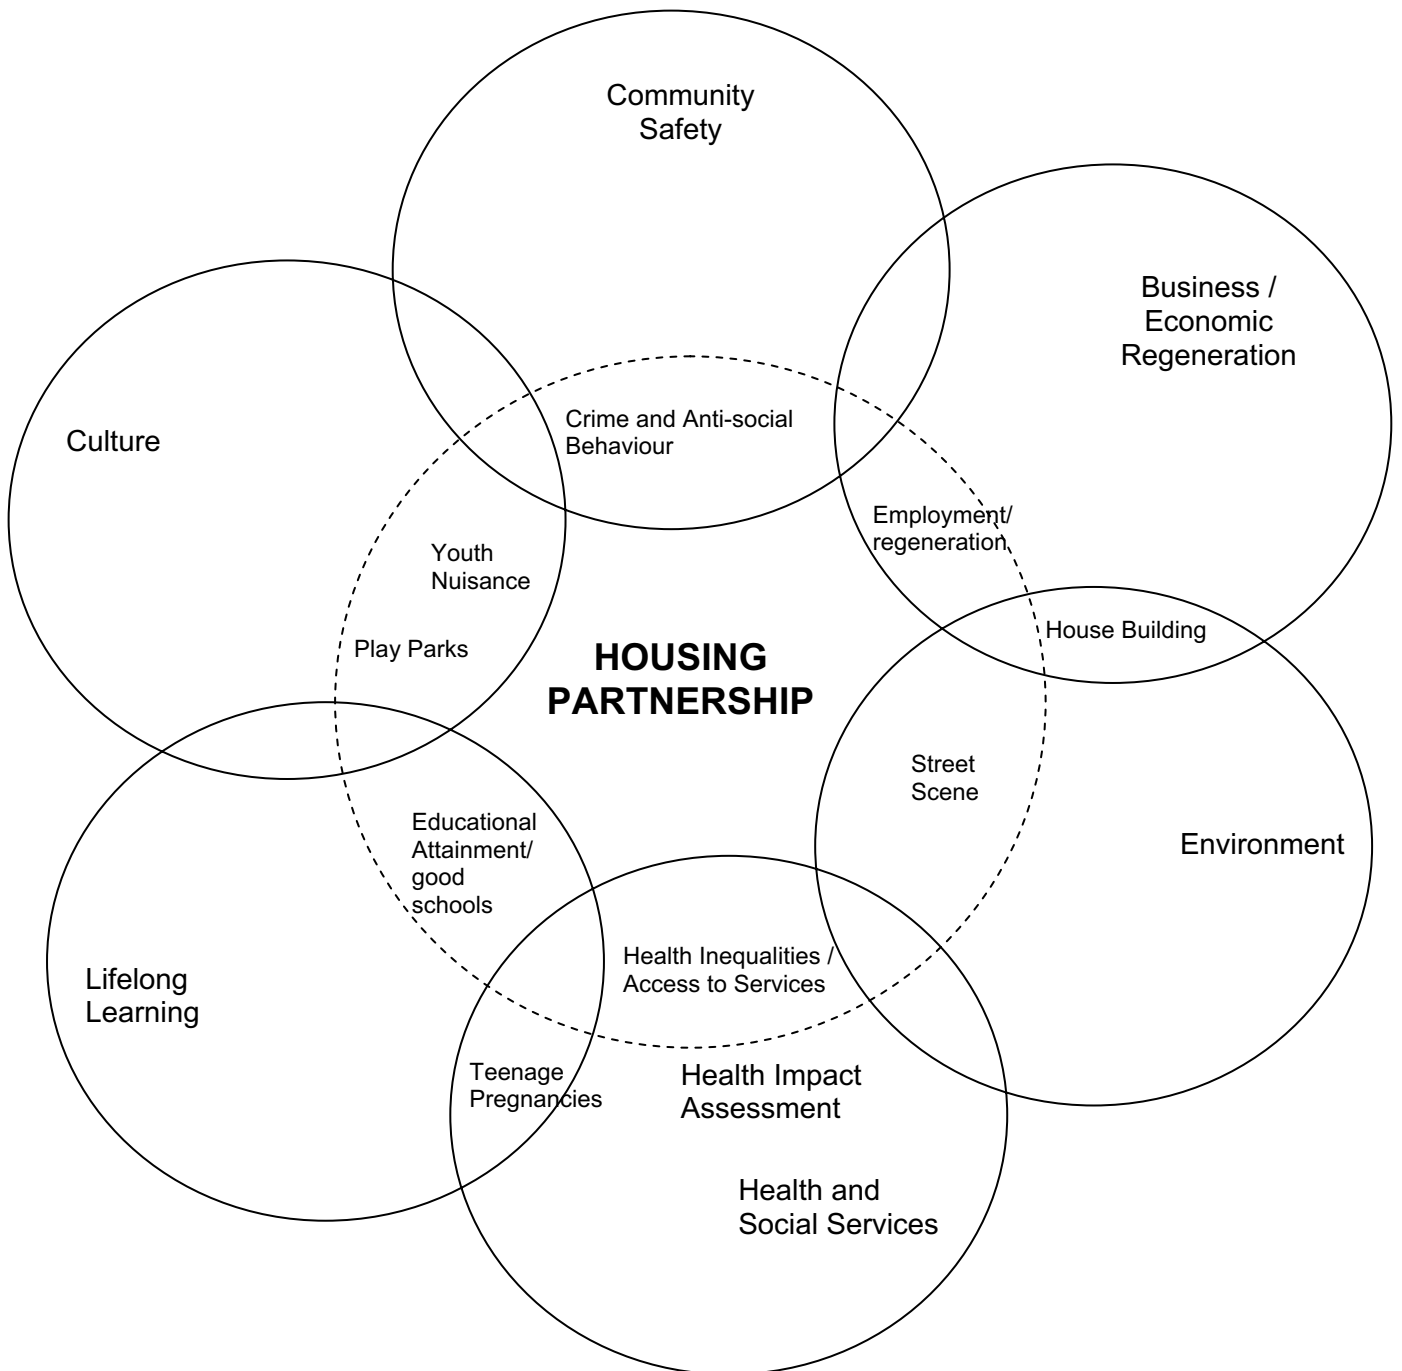 Community
Safety
Business /
Economic
Regeneration
Culture
Crime and Anti-social
Behaviour
Employment/
regeneration
Youth
Nuisance
House Building
Play Parks
HOUSING
PARTNERSHIP
Street
Scene
Educational
Attainment/
good
schools
Environment
Health Inequalities /
Access to Services
Lifelong
Learning
Teenage
Pregnancies
Health Impact
Assessment
Health and
Social Services